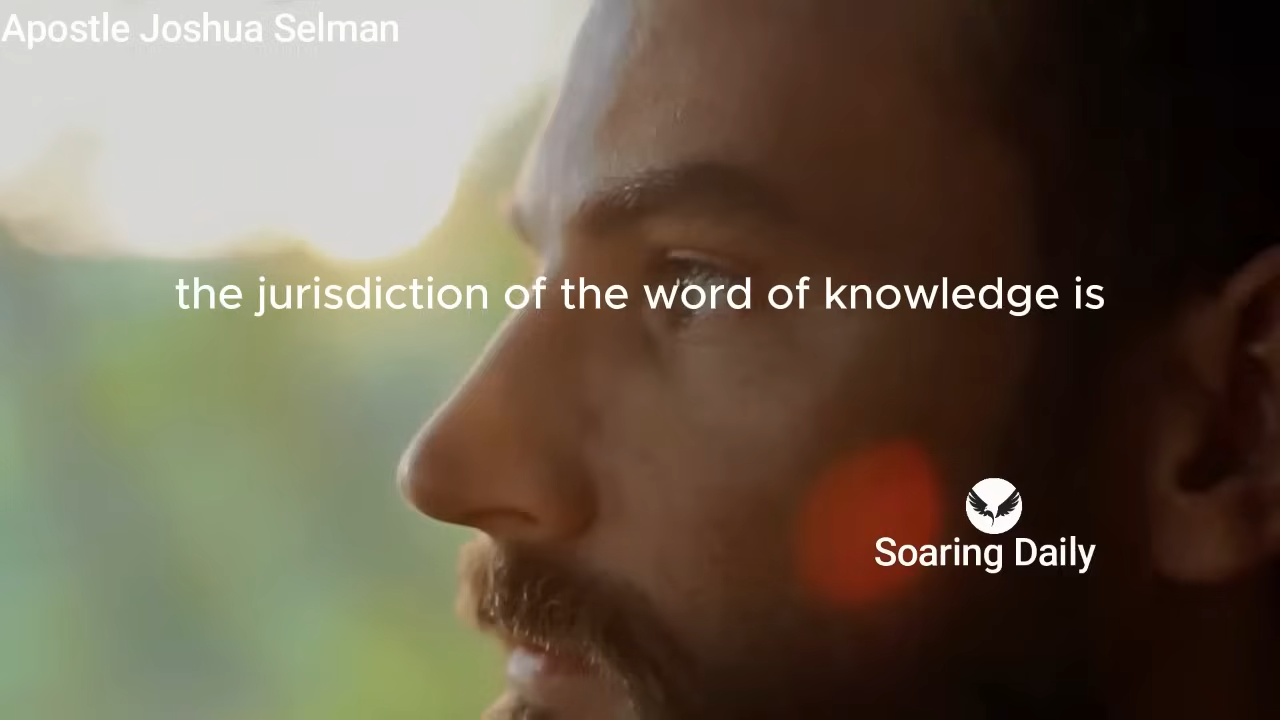 Apostle Joshua Selman
the jurisdiction of the word of knowledge is
Soaring Daily